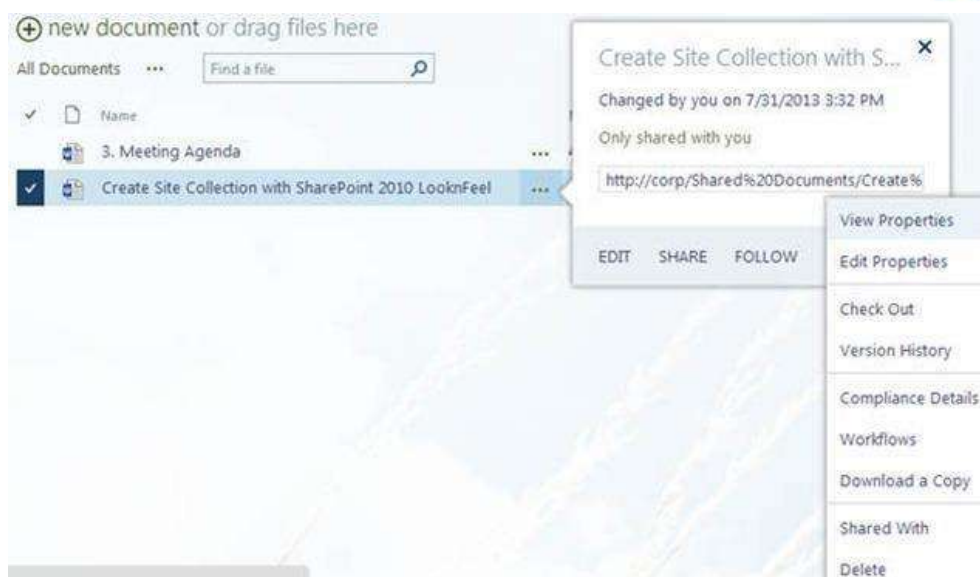 new document or drag files here
All Documents ...
Find a file
Name
3. Meeting Agenda ...
Create Site Collection with SharePoint 2010 LooknFeel ...
Create Site Collection with S...
Changed by you on 7/31/2013 3:32 PM
Only shared with you
http://corp/Shared%20Documents/Create%
EDIT SHARE FOLLOW
View Properties
Edit Properties
Check Out
Version History
Compliance Details
Workflows
Download a Copy
Shared With
Delete